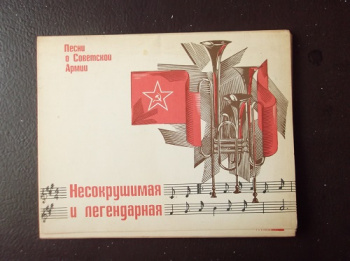 Песни
о Советской
Армии
Несокрушимая
и легендарная